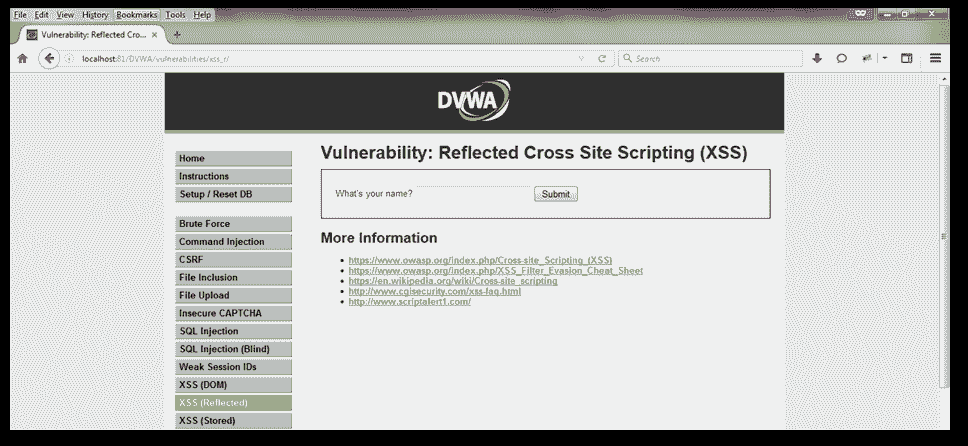 File Edit View History Bookmarks Tools Help
Vulnerability: Reflected Cro... × +
localhost:81/DVWA/vulnerabilities/xss_r/
Search
DVWA
Home
Instructions
Setup / Reset DB
Brute Force
Command Injection
CSRF
File Inclusion
File Upload
Insecure CAPTCHA
SQL Injection
SQL Injection (Blind)
Weak Session IDs
XSS (DOM)
XSS (Reflected)
XSS (Stored)
Vulnerability: Reflected Cross Site Scripting (XSS)
What's your name? Submit
More Information
https://www.owasp.org/index.php/Cross-site_Scripting_(XSS)
https://www.owasp.org/index.php/XSS_Filter_Evasion_Cheat_Sheet
https://en.wikipedia.org/wiki/Cross-site_scripting
http://www.cgisecurity.com/xss-faq.html
http://www.scriptalert1.com/